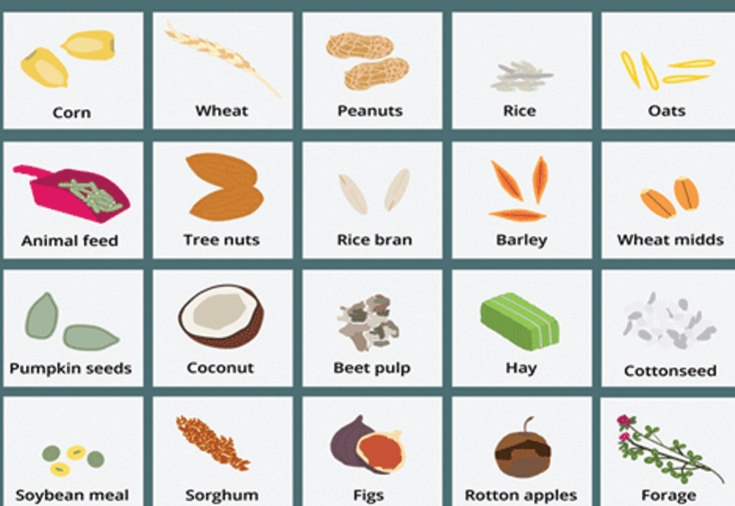 Corn
Wheat
Peanuts
Rice
Oats
Animal feed
Tree nuts
Rice bran
Barley
Wheat midds
Pumpkin seeds
Coconut
Beet pulp
Hay
Cottonseed
Soybean meal
Sorghum
Figs
Rotton apples
Forage